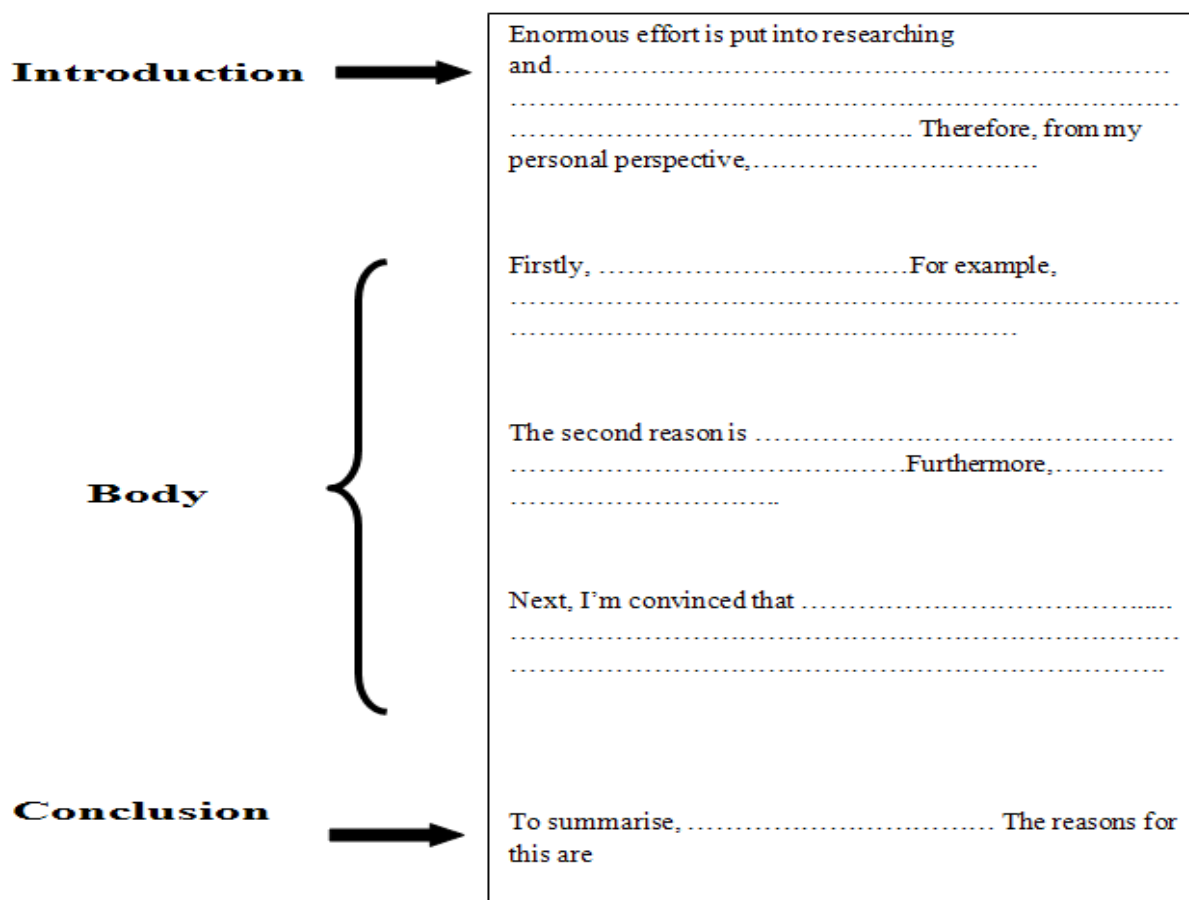 Introduction
Enormous effort is put into researching
and……………………………………………………………
…………………………………………………………………
……………………………………. Therefore, from my
personal perspective,…………………………
Body
Firstly, ……………………………For example,
…………………………………………………………………
………………………………………………
The second reason is ………………………………………
……………………………………Furthermore,…………
………………………..
Next, I’m convinced that ………………………………......
…………………………………………………………………
……………………………………………………………….
Conclusion
To summarise, …………………………… The reasons for
this are